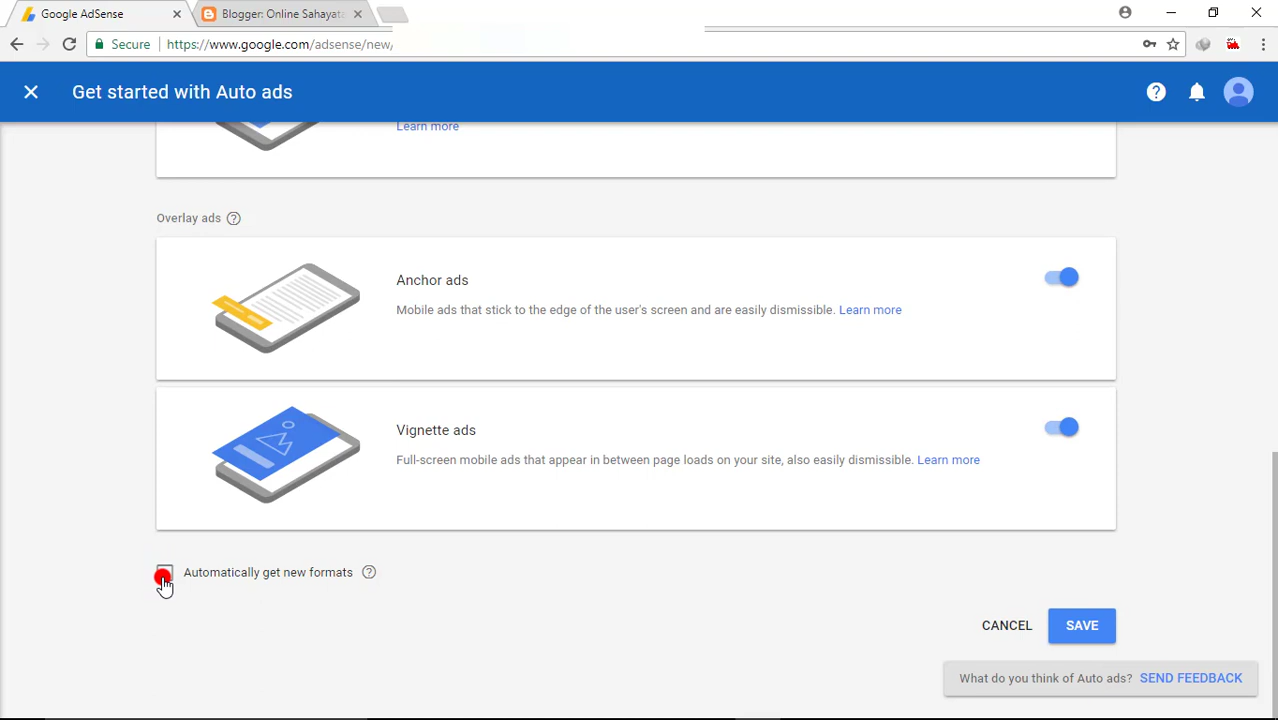 Google AdSense
Blogger: Online Sahayata
Secure
https://www.google.com/adsense/new/
Get started with Auto ads
Learn more
Overlay ads
Anchor ads
Mobile ads that stick to the edge of the user's screen and are easily dismissible. Learn more
Vignette ads
Full-screen mobile ads that appear in between page loads on your site, also easily dismissible. Learn more
Automatically get new formats
CANCEL
SAVE
What do you think of Auto ads? SEND FEEDBACK